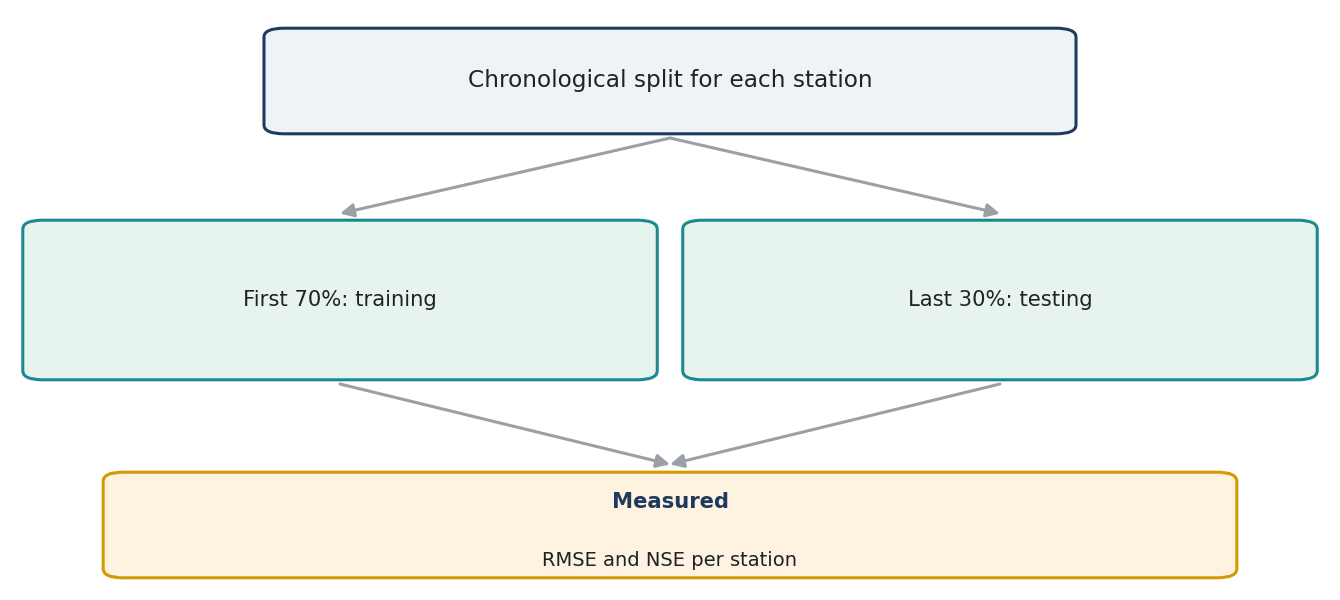 Chronological split for each station
First 70%: training
Last 30%: testing
Measured
RMSE and NSE per station